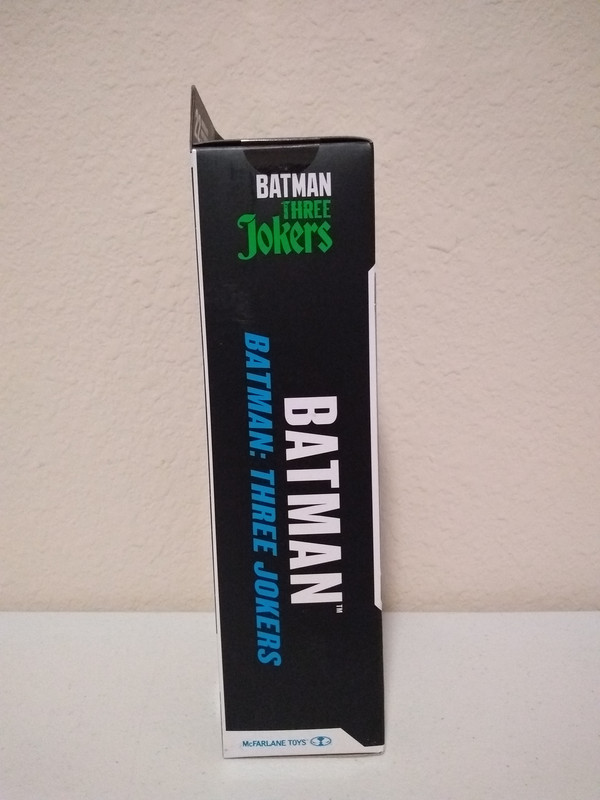 BATMAN
THREE
Jokers
BATMAN™
BATMAN: THREE JOKERS
McFARLANE TOYS